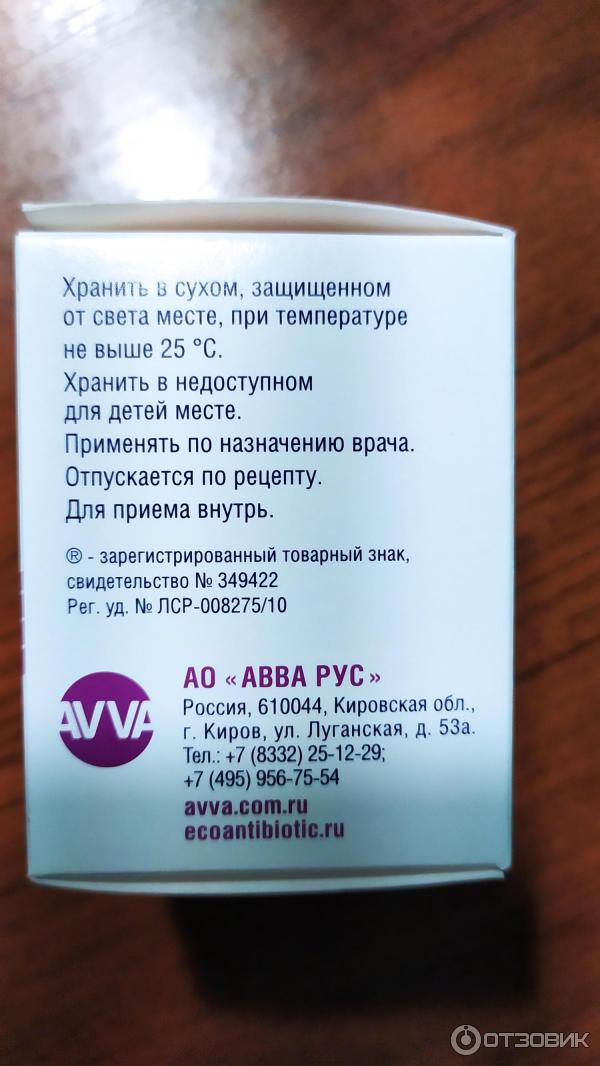 Хранить в сухом, защищенном
от света месте, при температуре
не выше 25 °С.
Хранить в недоступном
для детей месте.
Применять по назначению врача.
Отпускается по рецепту.
Для приема внутрь.
® - зарегистрированный товарный знак,
свидетельство № 349422
Рег. уд. № ЛСР-008275/10
AVVA
АО «АВВА РУС»
Россия, 610044, Кировская обл.,
г. Киров, ул. Луганская, д. 53а.
Тел.: +7 (8332) 25-12-29;
+7 (495) 956-75-54
avva.com.ru
ecoantibiotic.ru
ОТЗОВИК